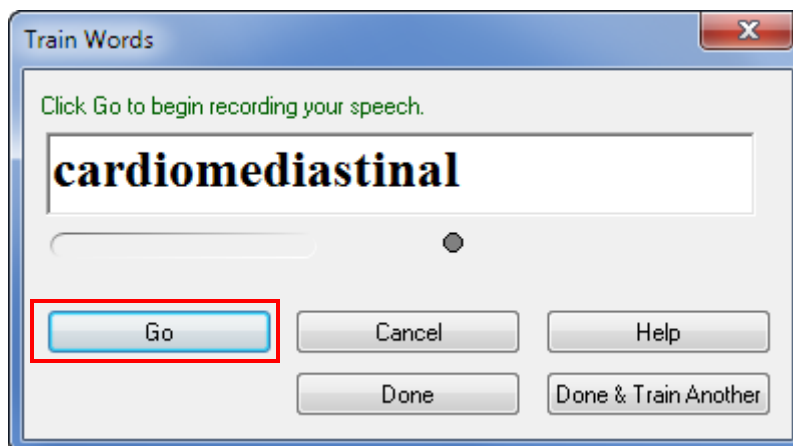 Train Words
Click Go to begin recording your speech.
cardiomediastinal
Go Cancel Help
Done Done & Train Another